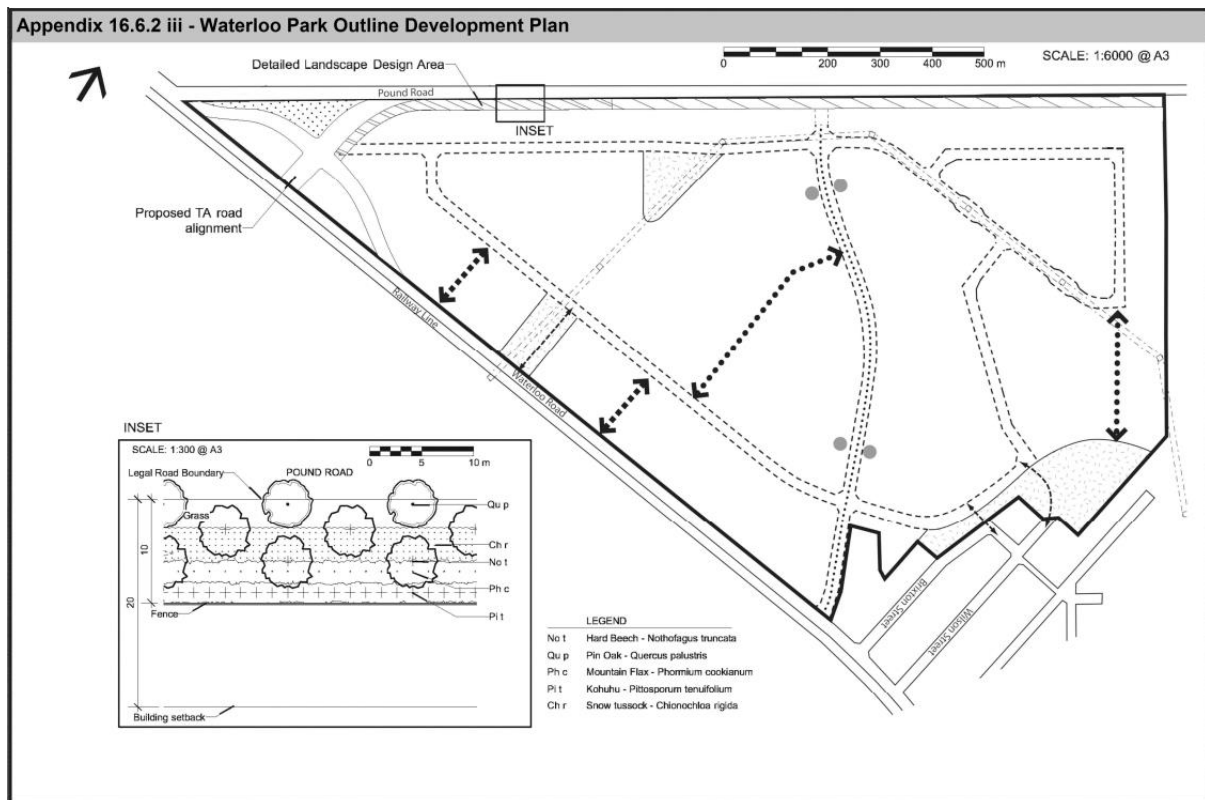 Appendix 16.6.2 iii - Waterloo Park Outline Development Plan
0 200 300 400 500 m
SCALE: 1:6000 @ A3
Detailed Landscape Design Area
Pound Road
INSET
Proposed TA road
alignment
Railway Line
Waterloo Road
Brixton Street
Wilson Street
INSET
SCALE: 1:300 @ A3
0 5 10 m
Legal Road Boundary
POUND ROAD
Qu p
Grass
Ch r
No t
Ph c
Pi t
10
20
Fence
Building setback
LEGEND
No t Hard Beech - Nothofagus truncata
Qu p Pin Oak - Quercus palustris
Ph c Mountain Flax - Phormium cookianum
Pi t Kohuhu - Pittosporum tenuifolium
Ch r Snow tussock - Chionochloa rigida